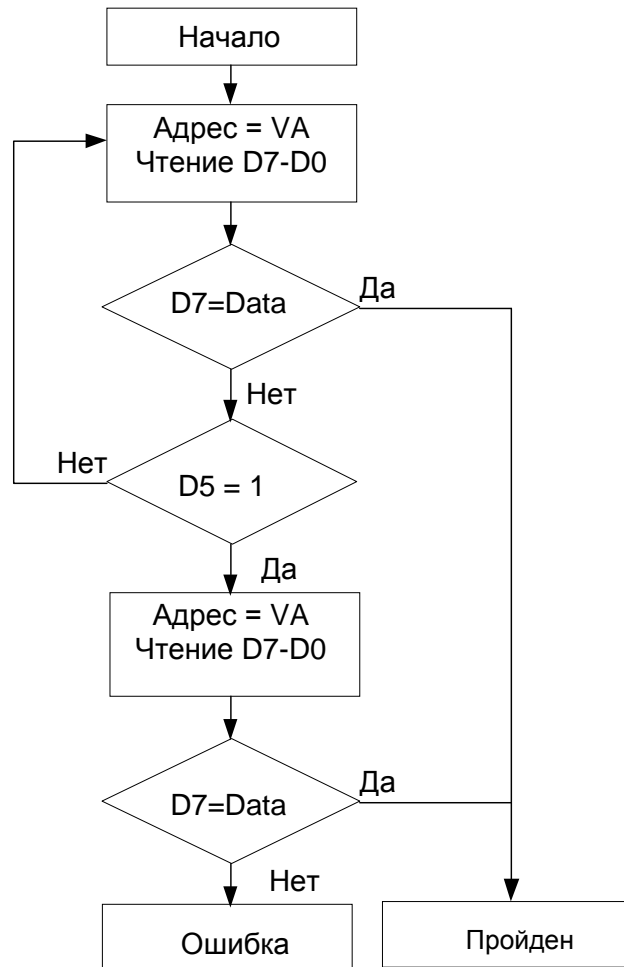 Начало
Адрес = VA
Чтение D7-D0
D7=Data
Да
Нет
Нет
D5 = 1
Да
Адрес = VA
Чтение D7-D0
D7=Data
Да
Нет
Ошибка
Пройден